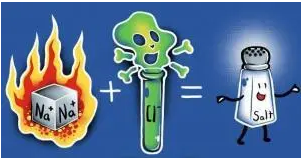 Na⁺ Na⁺ + Cl⁻ = Salt